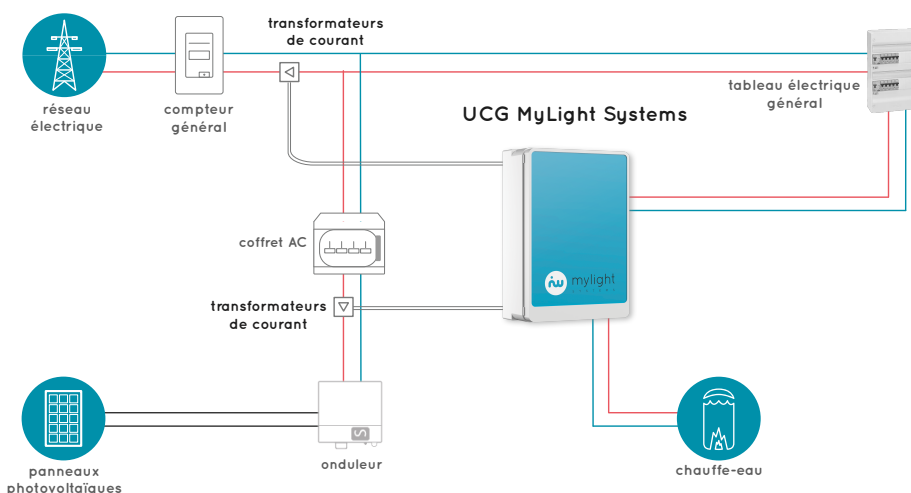 transformateurs
de courant
réseau
électrique
compteur
général
tableau électrique
général
UCG MyLight Systems
coffret AC
mylight
SYSTEMS
transformateurs
de courant
onduleur
panneaux
photovoltaïques
chauffe-eau